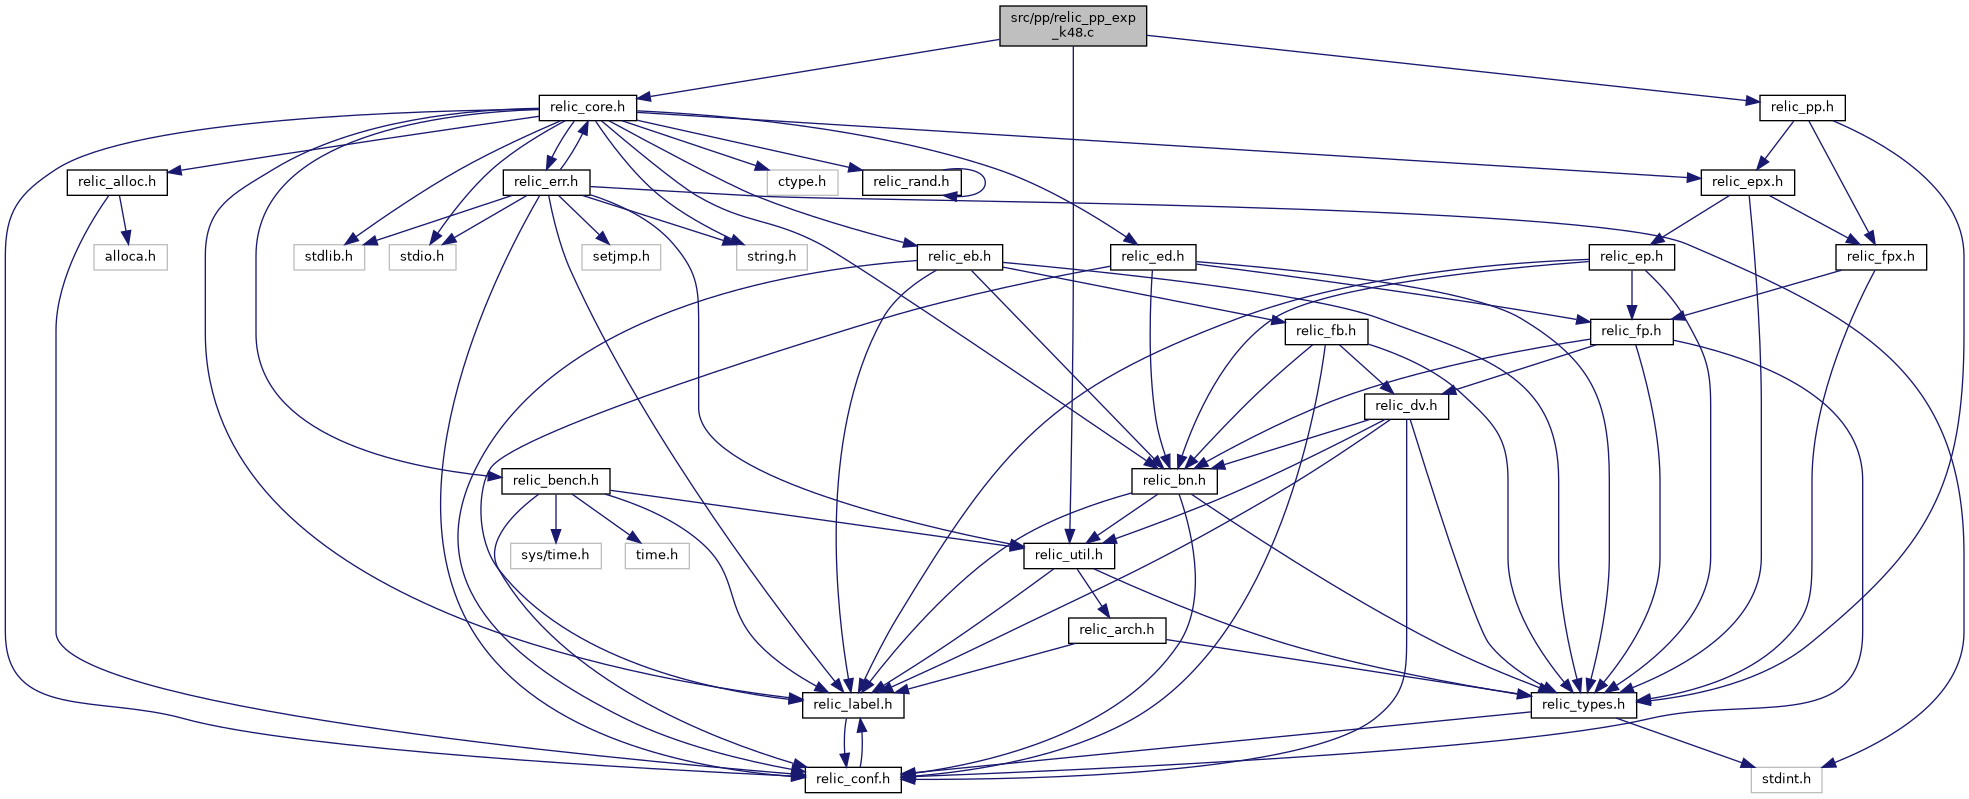 src/pp/relic_pp_exp
_k48.c
relic_core.h
relic_pp.h
relic_alloc.h
relic_err.h
ctype.h
relic_rand.h
relic_epx.h
alloca.h
stdlib.h
stdio.h
setjmp.h
string.h
relic_eb.h
relic_ed.h
relic_ep.h
relic_fpx.h
relic_fb.h
relic_fp.h
relic_dv.h
relic_bench.h
relic_bn.h
sys/time.h
time.h
relic_util.h
relic_arch.h
relic_label.h
relic_types.h
relic_conf.h
stdint.h